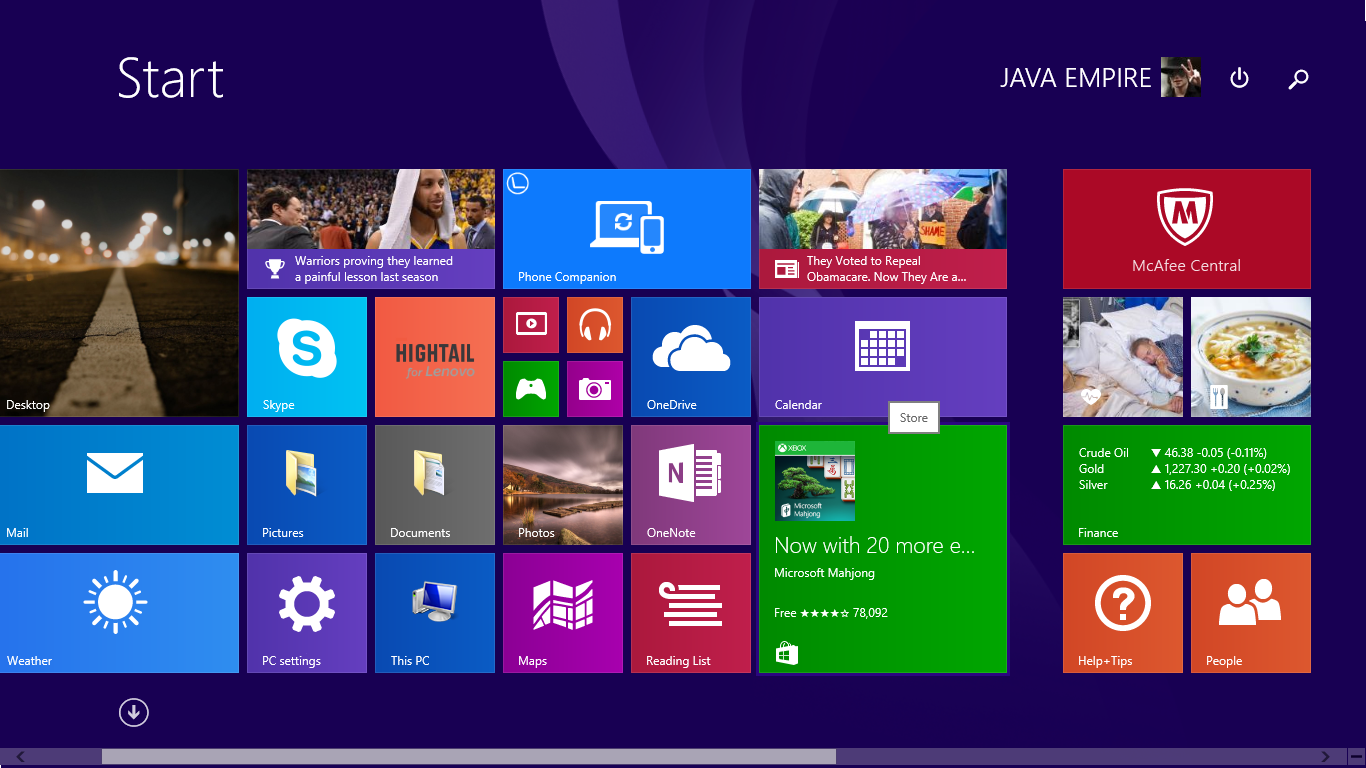 Start
JAVA EMPIRE
Desktop
Warriors proving they learned
a painful lesson last season
Phone Companion
SHAME
They Voted to Repeal
Obamacare. Now They Are a...
M
McAfee Central
S
Skype
HIGHTAIL
for Lenovo
OneDrive
Calendar
Store
Mail
Pictures
Documents
Photos
N
OneNote
XBOX
Microsoft
Mahjong
Now with 20 more e...
Microsoft Mahjong
Free ★★★★☆ 78,092
Crude Oil ▼ 46.38 -0.05 (-0.11%)
Gold ▲ 1,227.30 +0.20 (+0.02%)
Silver ▲ 16.26 +0.04 (+0.25%)
Finance
Weather
PC settings
This PC
Maps
Reading List
?
Help+Tips
People